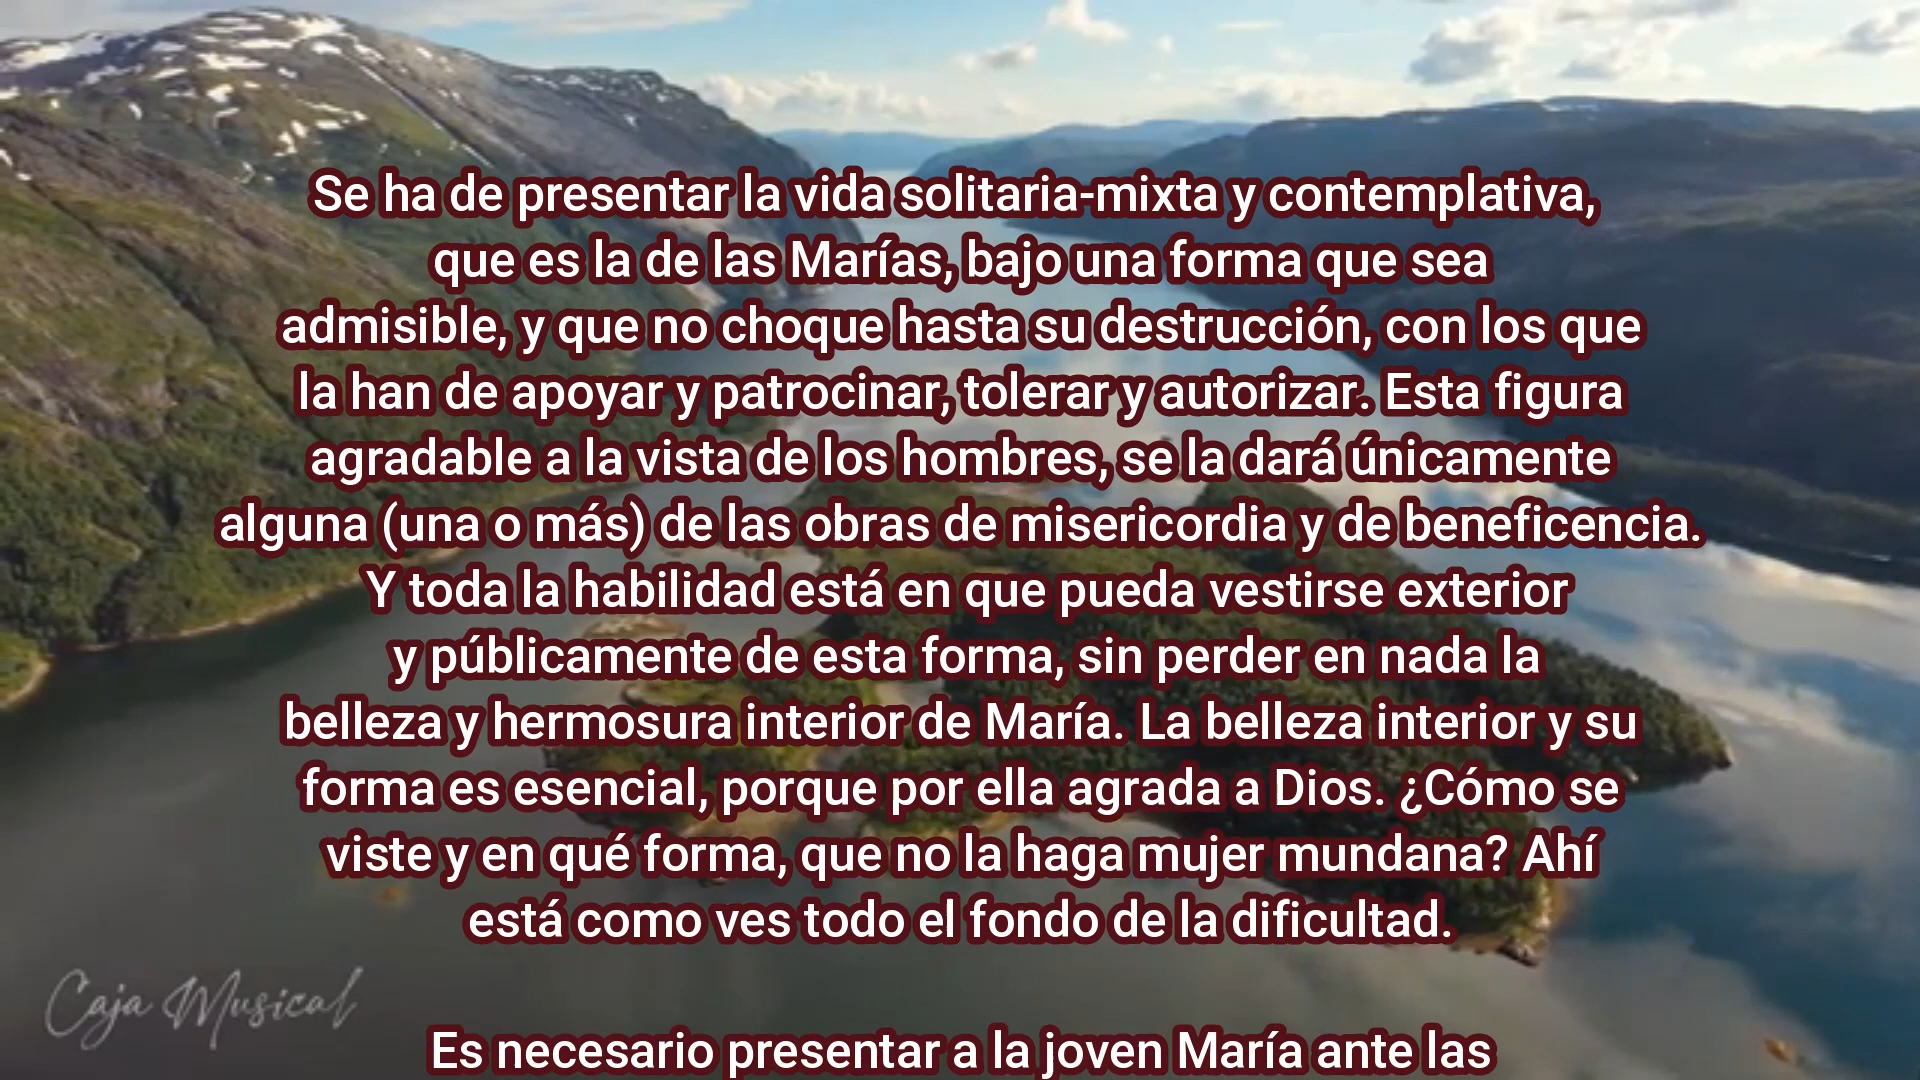 Se ha de presentar la vida solitaria-mixta y contemplativa,
que es la de las Marías, bajo una forma que sea
admisible, y que no choque hasta su destrucción, con los que
la han de apoyar y patrocinar, tolerar y autorizar. Esta figura
agradable a la vista de los hombres, se la dará únicamente
alguna (una o más) de las obras de misericordia y de beneficencia.
Y toda la habilidad está en que pueda vestirse exterior
y públicamente de esta forma, sin perder en nada la
belleza y hermosura interior de María. La belleza interior y su
forma es esencial, porque por ella agrada a Dios. ¿Cómo se
viste y en qué forma, que no la haga mujer mundana? Ahí
está como ves todo el fondo de la dificultad.
Caja Musical
Es necesario presentar a la joven María ante las